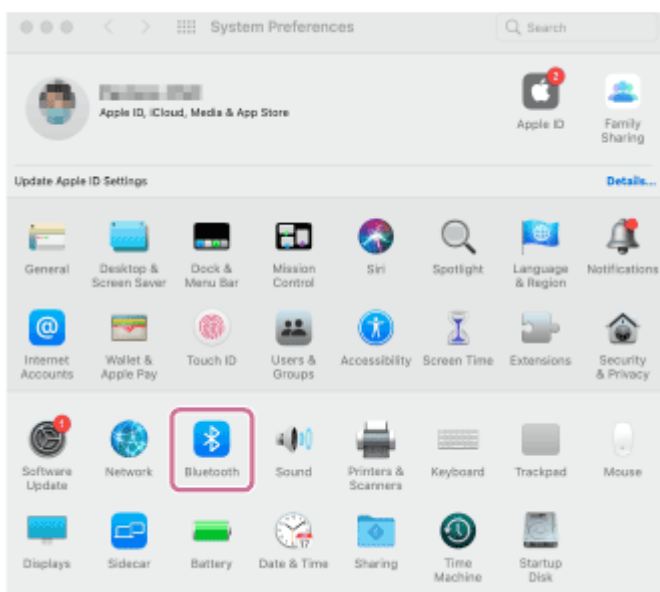 System Preferences
Search
Apple ID, iCloud, Media & App Store
2
Apple ID
Family
Sharing
Update Apple ID Settings
Details...
General
Desktop &
Screen Saver
Dock &
Menu Bar
Mission
Control
Siri
Spotlight
Language
& Region
Notifications
Internet
Accounts
Wallet &
Apple Pay
Touch ID
Users &
Groups
Accessibility
Screen Time
Extensions
Security
& Privacy
1
Software
Update
Network
Bluetooth
Sound
Printers &
Scanners
Keyboard
Trackpad
Mouse
17
Displays
Sidecar
Battery
Date & Time
Sharing
Time
Machine
Startup
Disk